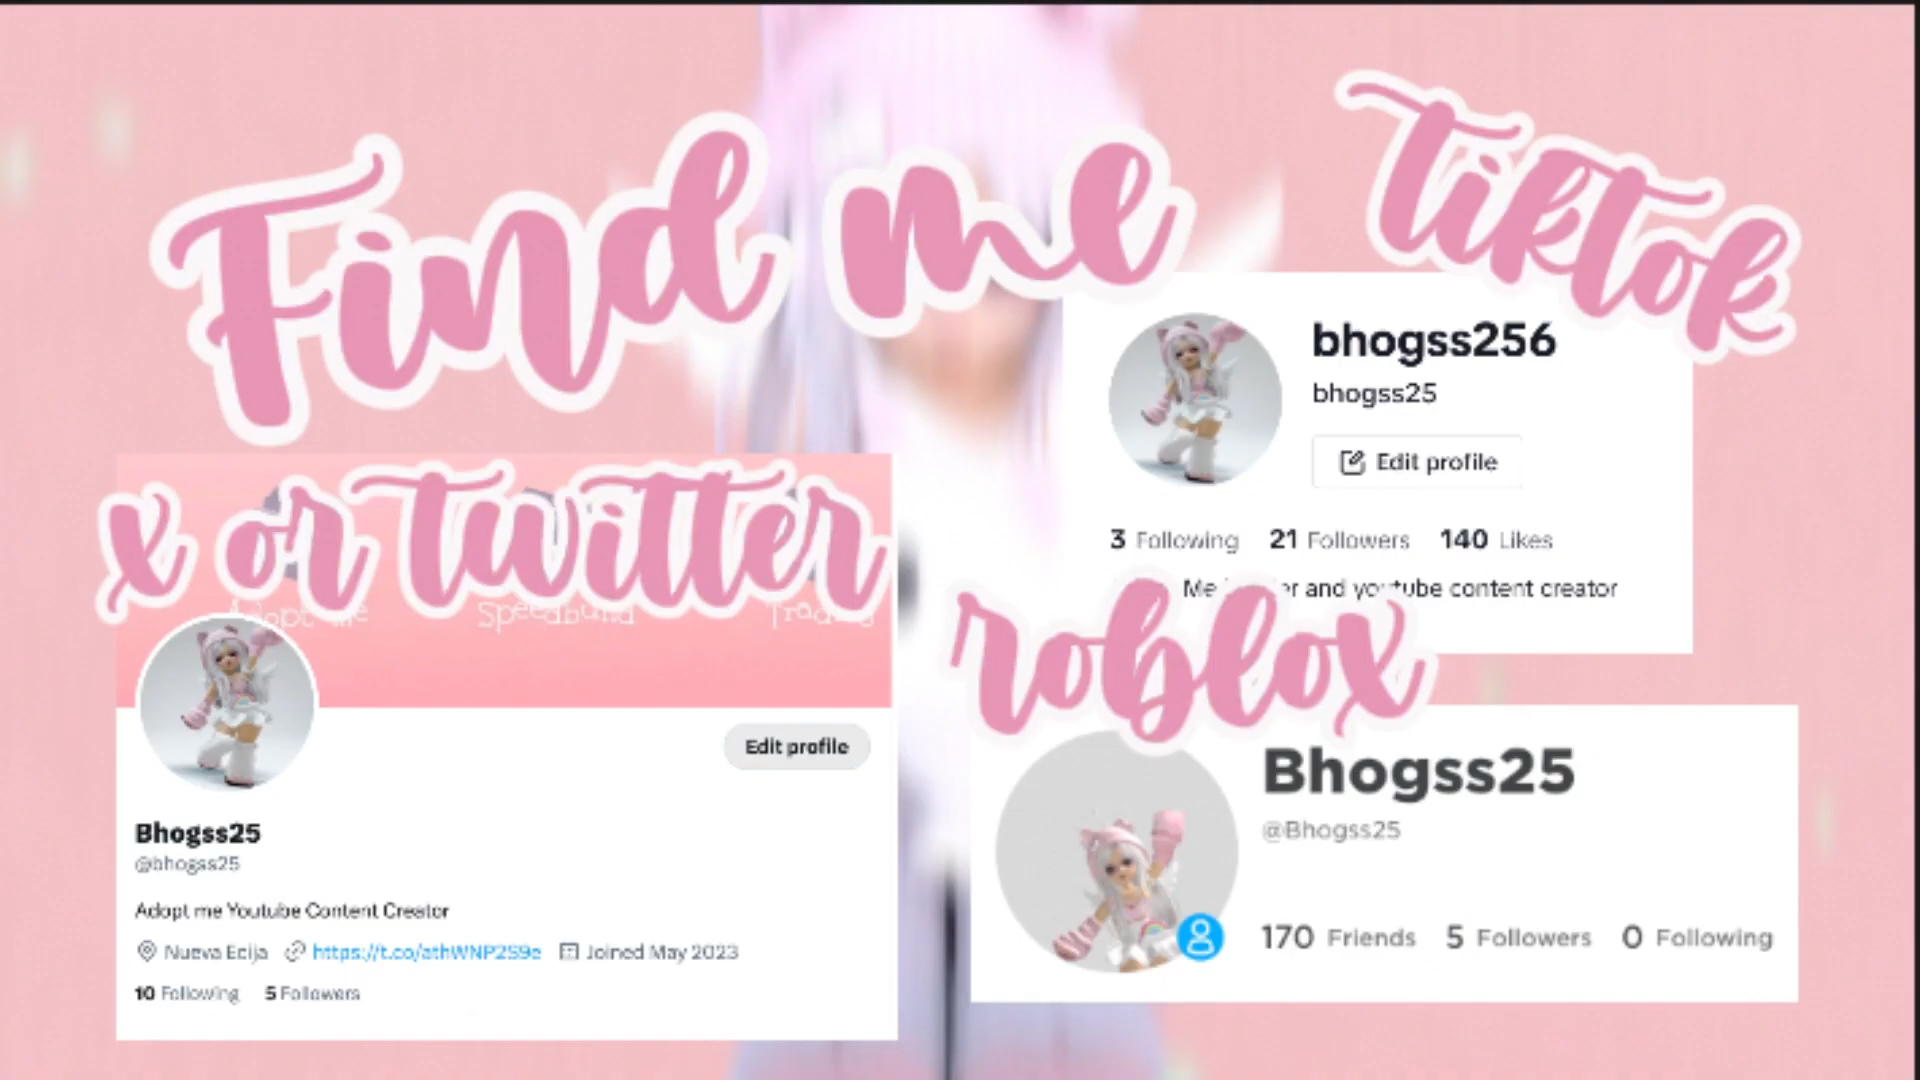 Find me
tiktok
bhogss256
bhogss25
Edit profile
3 Following 21 Followers 140 Likes
and youtube content creator
x or twitter
Speedbuild
Edit profile
Bhogss25
@bhogss25
Adopt me Youtube Content Creator
Nueva Ecija https://t.co/athWNP2S9e Joined May 2023
10 Following 5 Followers
roblox
Bhogss25
@Bhogss25
170 Friends 5 Followers 0 Following